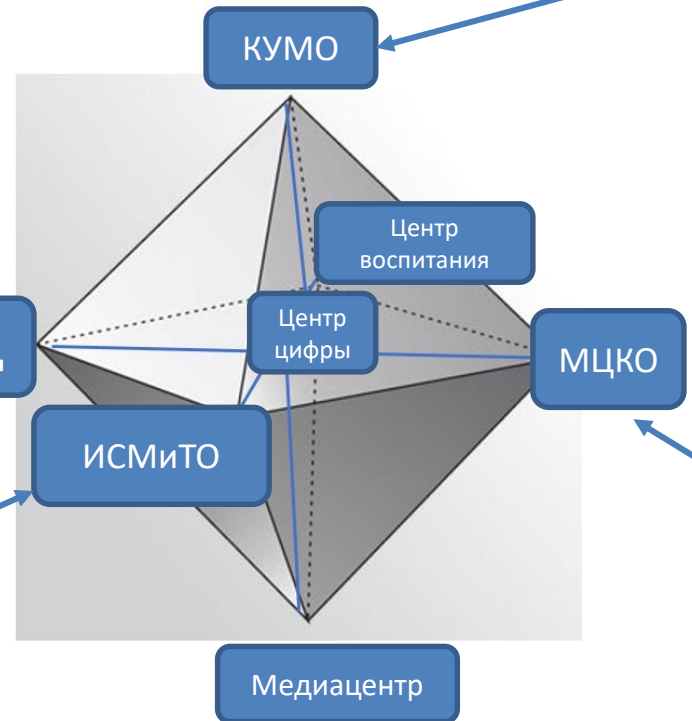 КУМО
Центр
воспитания
Центр
цифры
МЦКО
ИСМиТО
Медиацентр